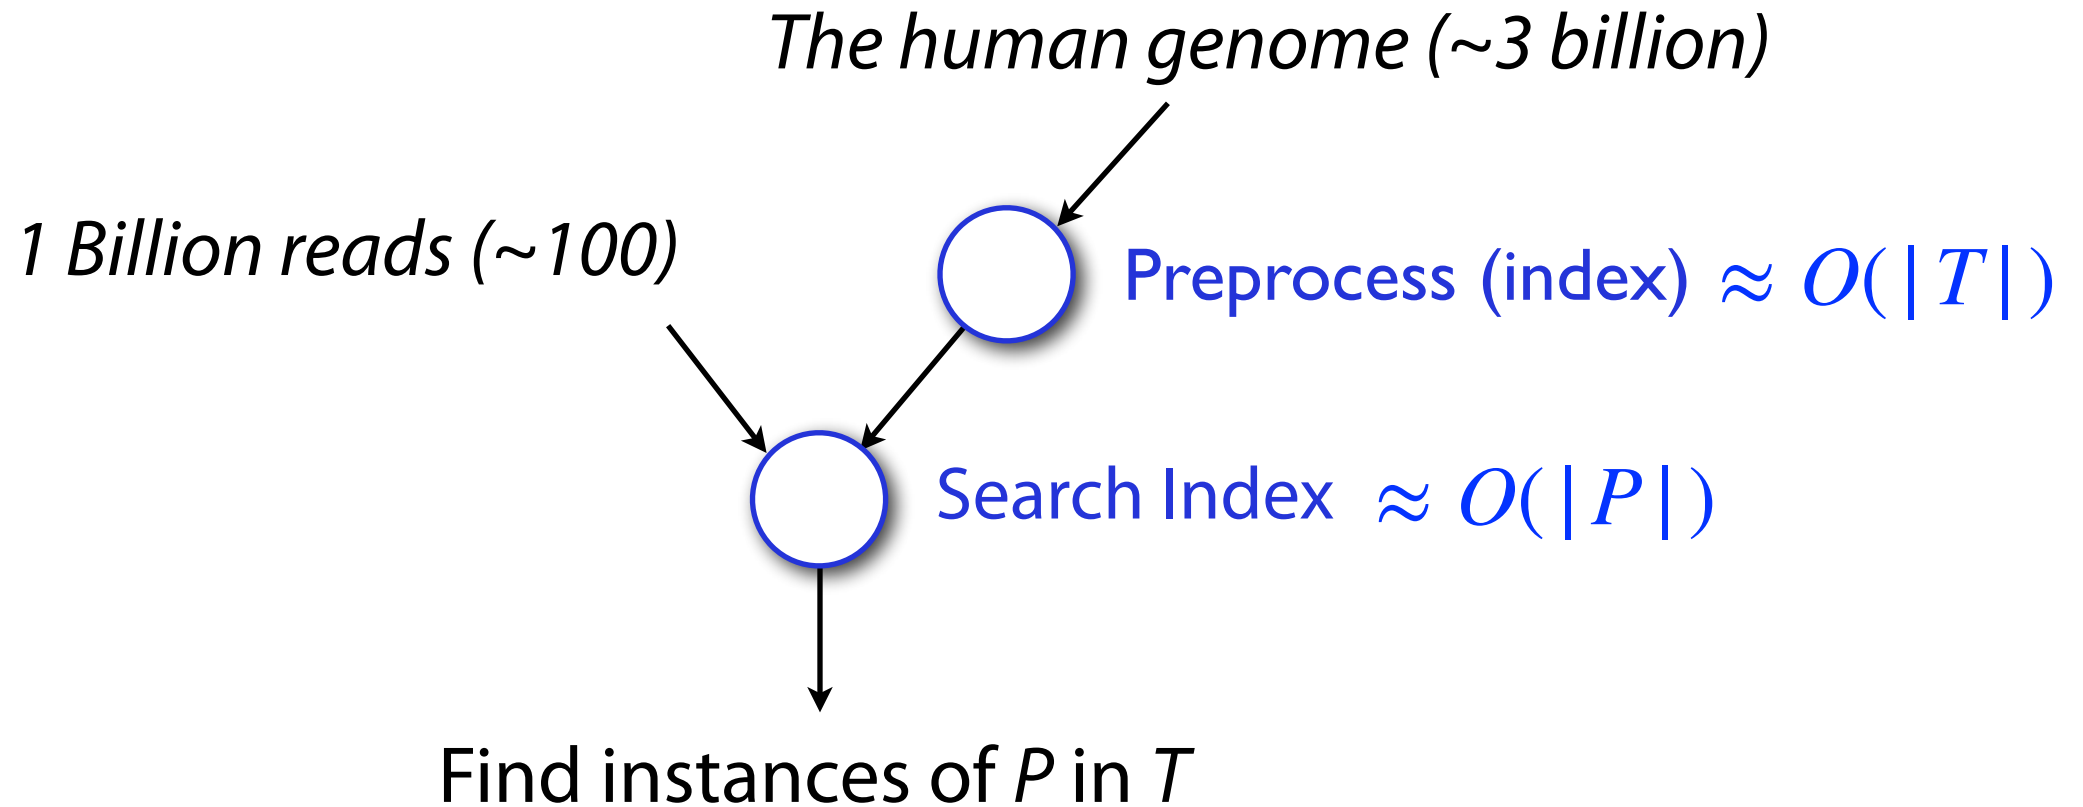 The human genome (~3 billion)
1 Billion reads (~100)
Preprocess (index) ≈ O(|T|)
Search Index ≈ O(|P|)
Find instances of P in T